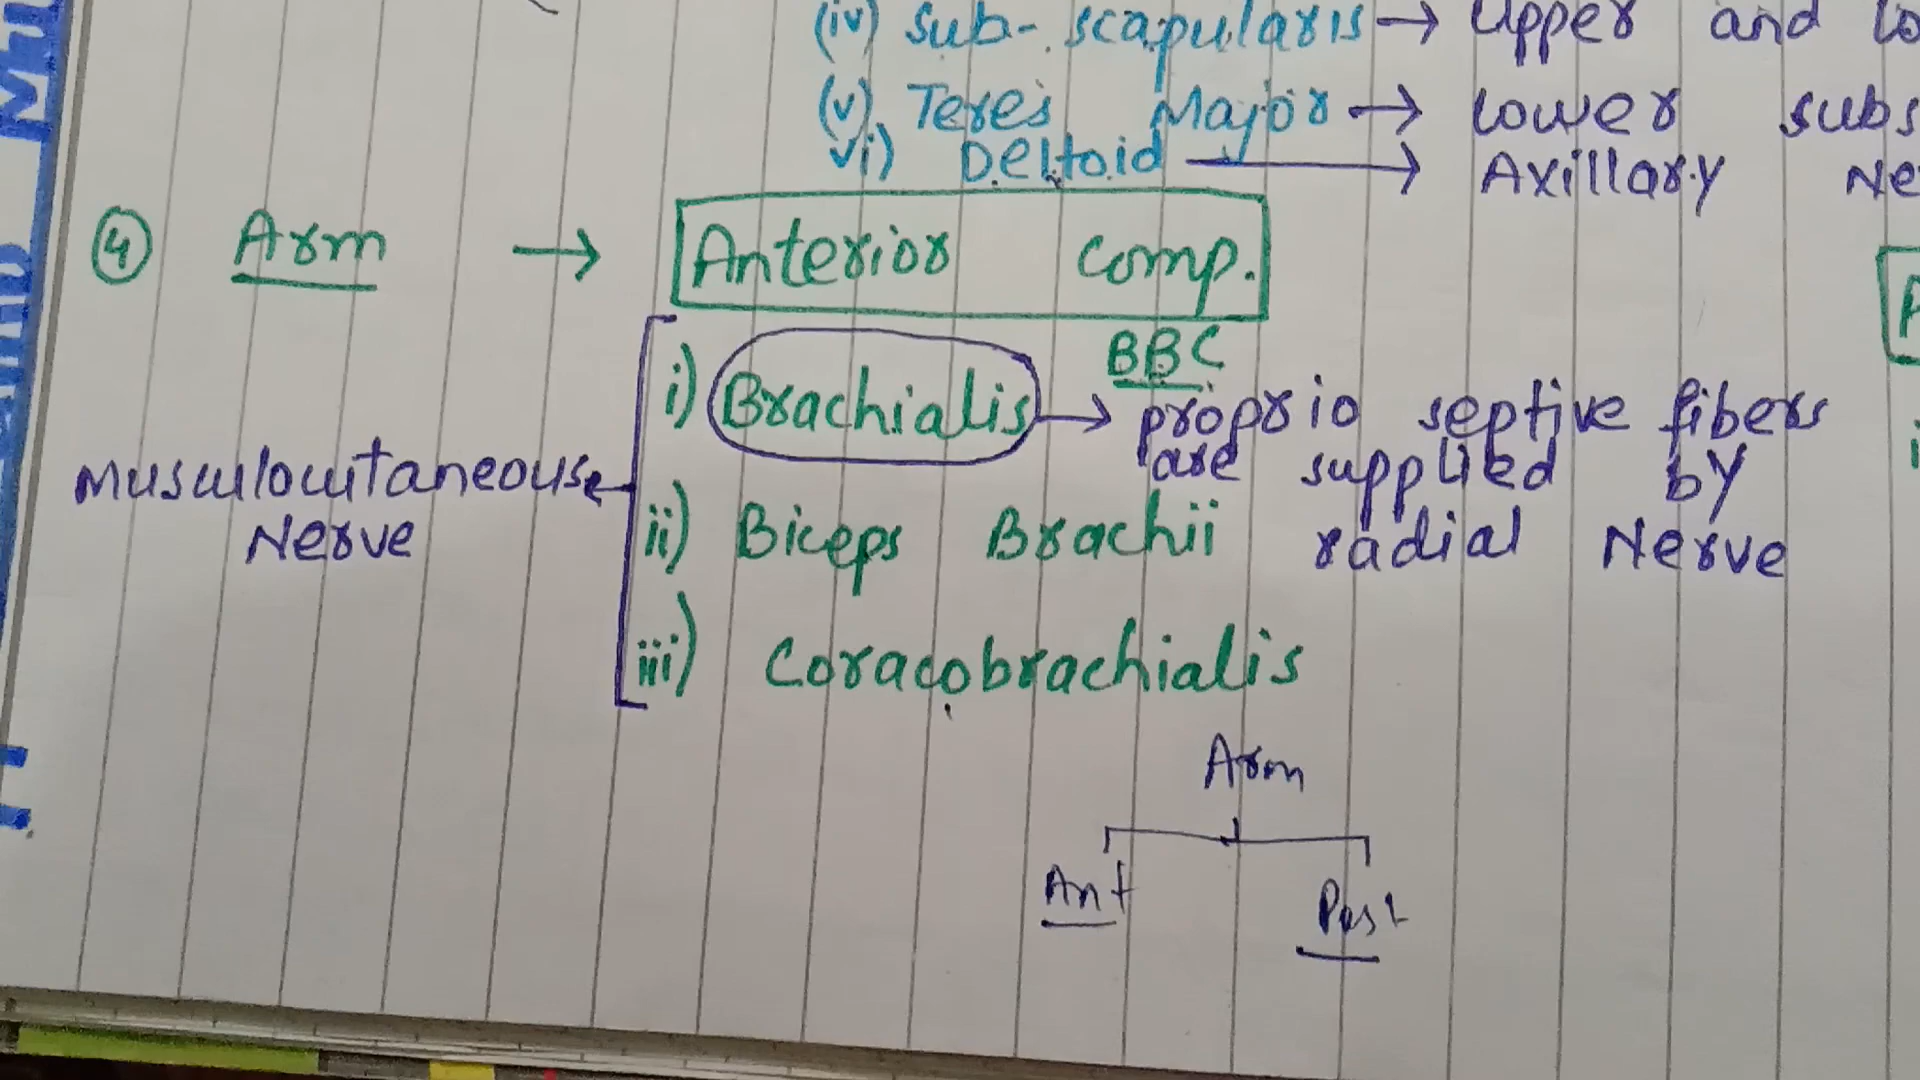 (iv) Sub-scapularis → Upper and lo
(v) Teres Major → Lower subs
vi) Deltoid → Axillary Ne
④ Arm → Anterior Comp.
BBC
i) Brachialis → proprio septive fibers
are supplied by
radial Nerve
Musculocutaneouse
Nerve
ii) Biceps Brachii
iii) Coracobrachialis
Arm
Ant Post